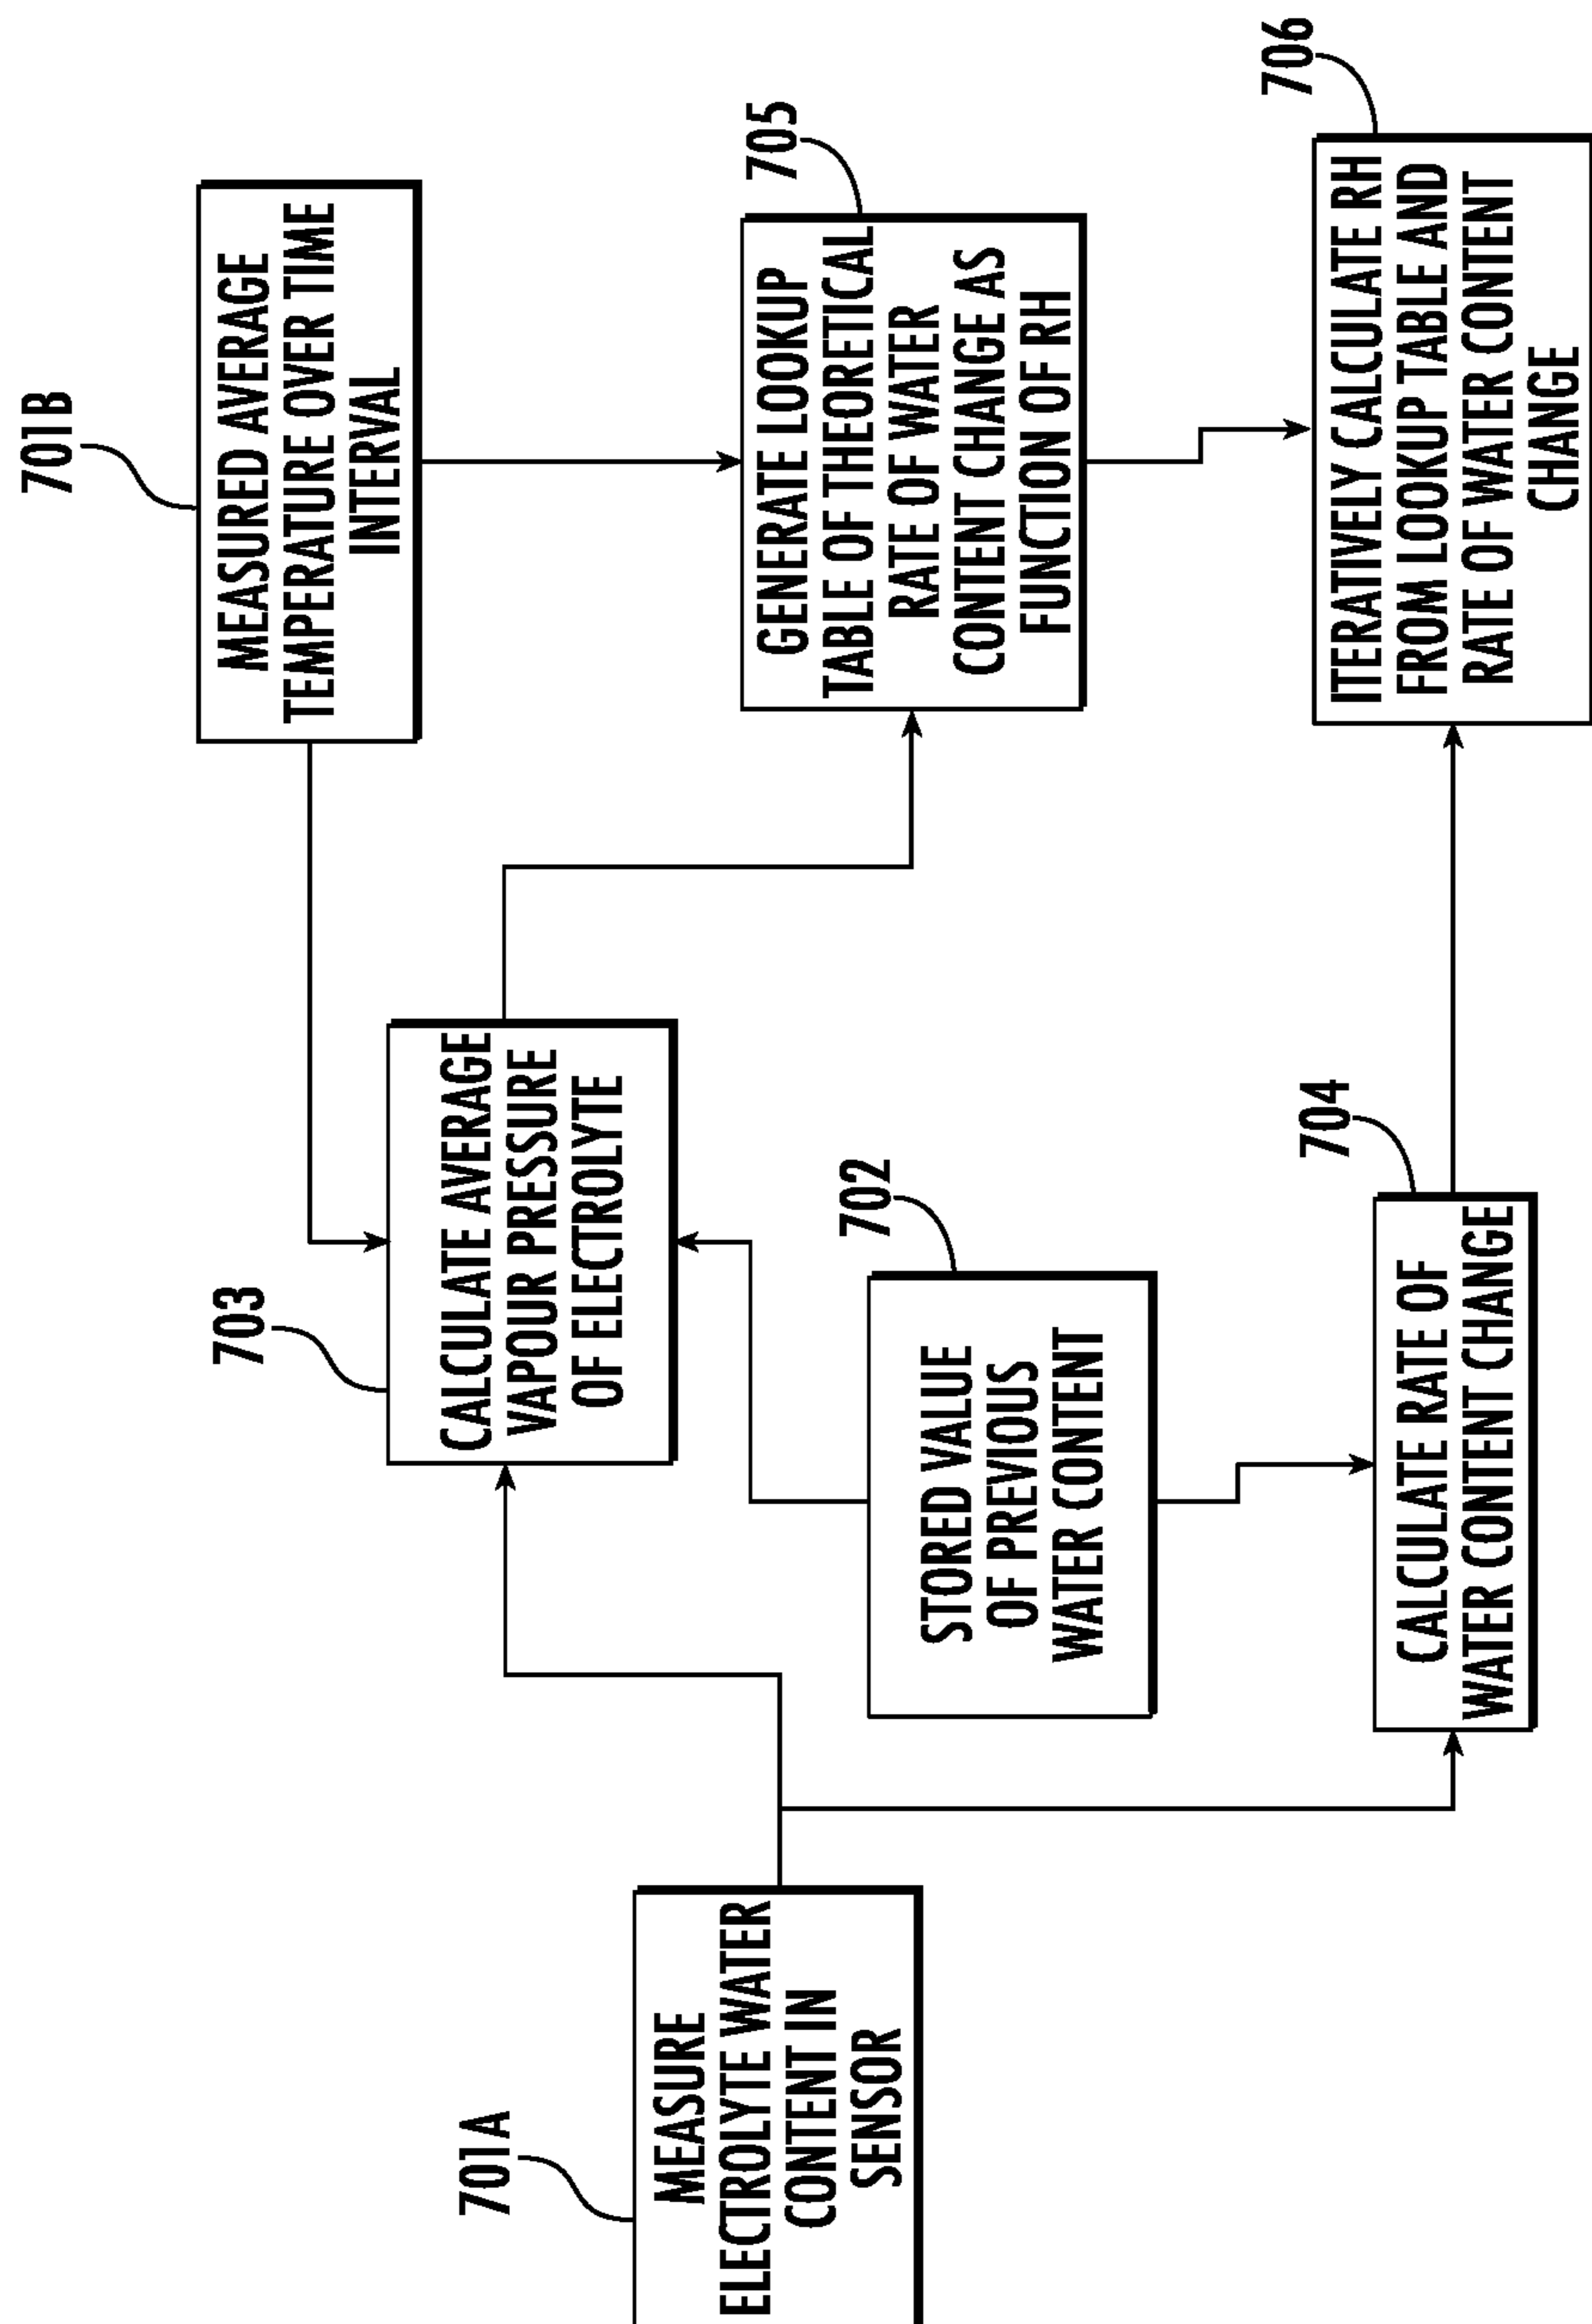 701A
MEASURE
ELECTROLYTE WATER
CONTENT IN
SENSOR
703
CALCULATE AVERAGE
VAPOUR PRESSURE
OF ELECTROLYTE
702
STORED VALUE
OF PREVIOUS
WATER CONTENT
704
CALCULATE RATE OF
WATER CONTENT CHANGE
701B
MEASURED AVERAGE
TEMPERATURE OVER TIME
INTERVAL
705
GENERATE LOOKUP
TABLE OF THEORETICAL
RATE OF WATER
CONTENT CHANGE AS
FUNCTION OF RH
706
ITERATIVELY CALCULATE RH
FROM LOOKUP TABLE AND
RATE OF WATER CONTENT
CHANGE